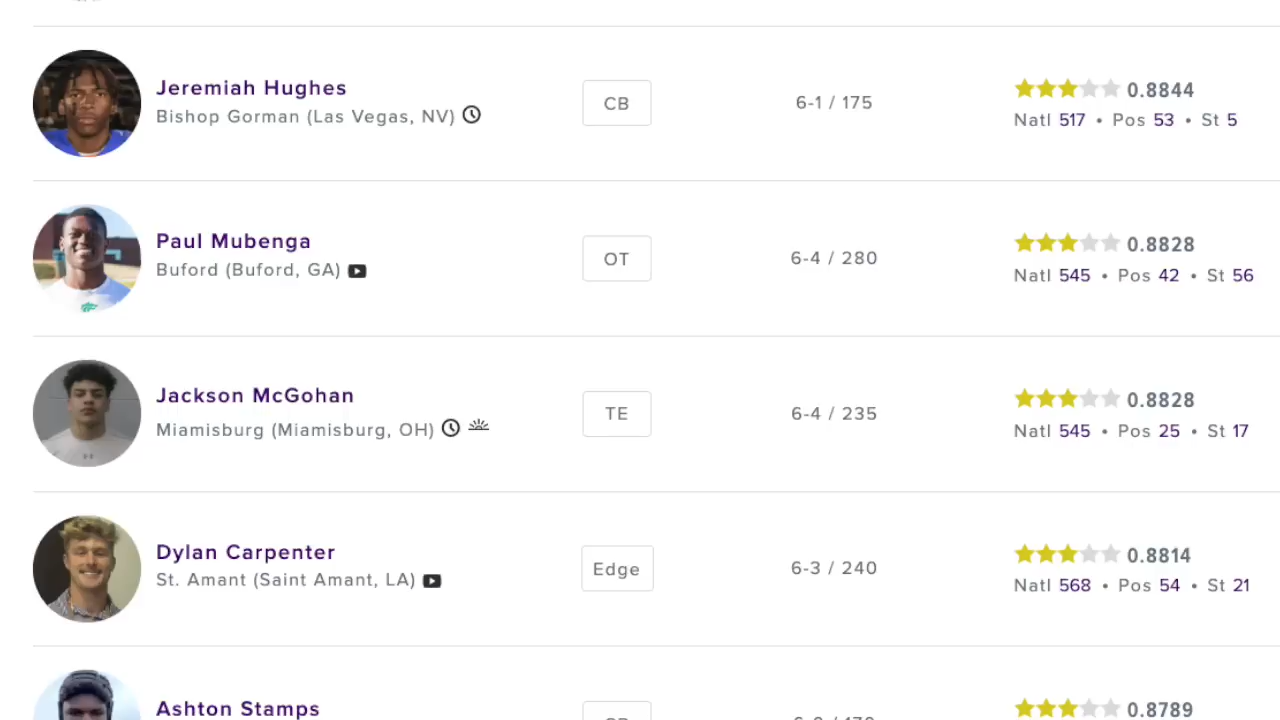 Jeremiah Hughes
Bishop Gorman (Las Vegas, NV)
CB
6-1 / 175
0.8844
Natl 517 • Pos 53 • St 5
Paul Mubenga
Buford (Buford, GA)
OT
6-4 / 280
0.8828
Natl 545 • Pos 42 • St 56
Jackson McGohan
Miamisburg (Miamisburg, OH)
TE
6-4 / 235
0.8828
Natl 545 • Pos 25 • St 17
Dylan Carpenter
St. Amant (Saint Amant, LA)
Edge
6-3 / 240
0.8814
Natl 568 • Pos 54 • St 21
Ashton Stamps
0.8789